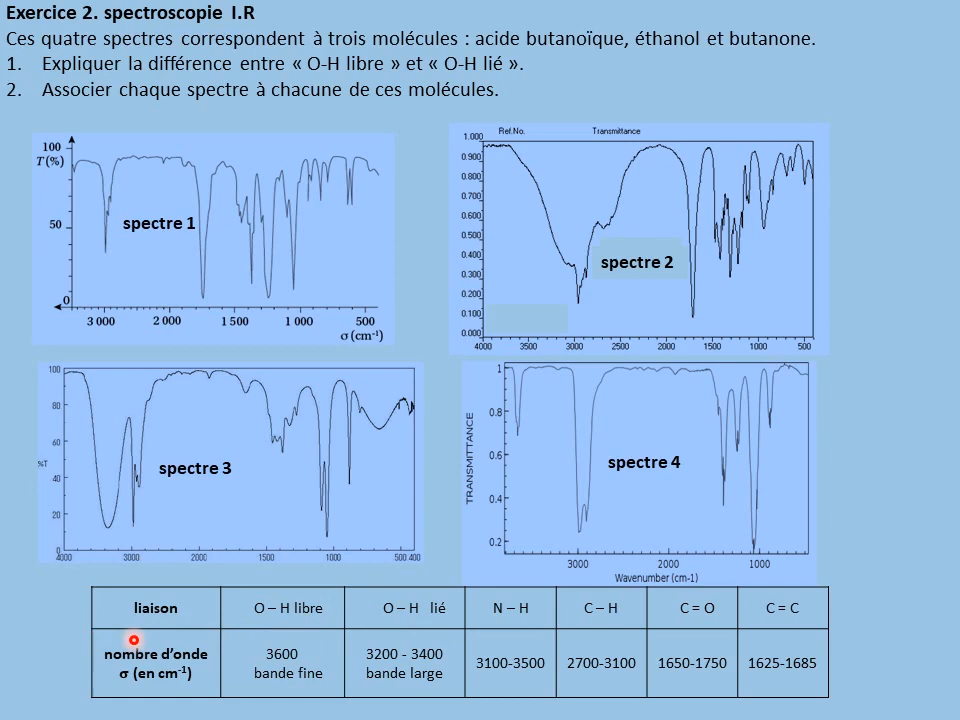 Exercice 2. spectroscopie I.R
Ces quatre spectres correspondent à trois molécules : acide butanoïque, éthanol et butanone.
1. Expliquer la différence entre « O-H libre » et « O-H lié ».
2. Associer chaque spectre à chacune de ces molécules.
100
T(%)
50
0
3 000 2 000 1 500 1 000 500
σ (cm-1)
spectre 1
Ref.No. Transmittance
1.000
0.900
0.800
0.700
0.600
0.500
0.400
0.300
0.200
0.100
0.000
4000 3500 3000 2500 2000 1500 1000 500
spectre 2
100
80
60
%T
40
20
0
4000 3000 2000 1500 1000 500 400
spectre 3
TRANSMITTANCE
1
0.8
0.6
0.4
0.2
3000 2000 1000
Wavenumber (cm-1)
spectre 4
liaison O – H libre O – H lié N – H C – H C = O C = C
nombre d'onde σ (en cm-1) 3600 bande fine 3200 - 3400 bande large 3100-3500 2700-3100 1650-1750 1625-1685